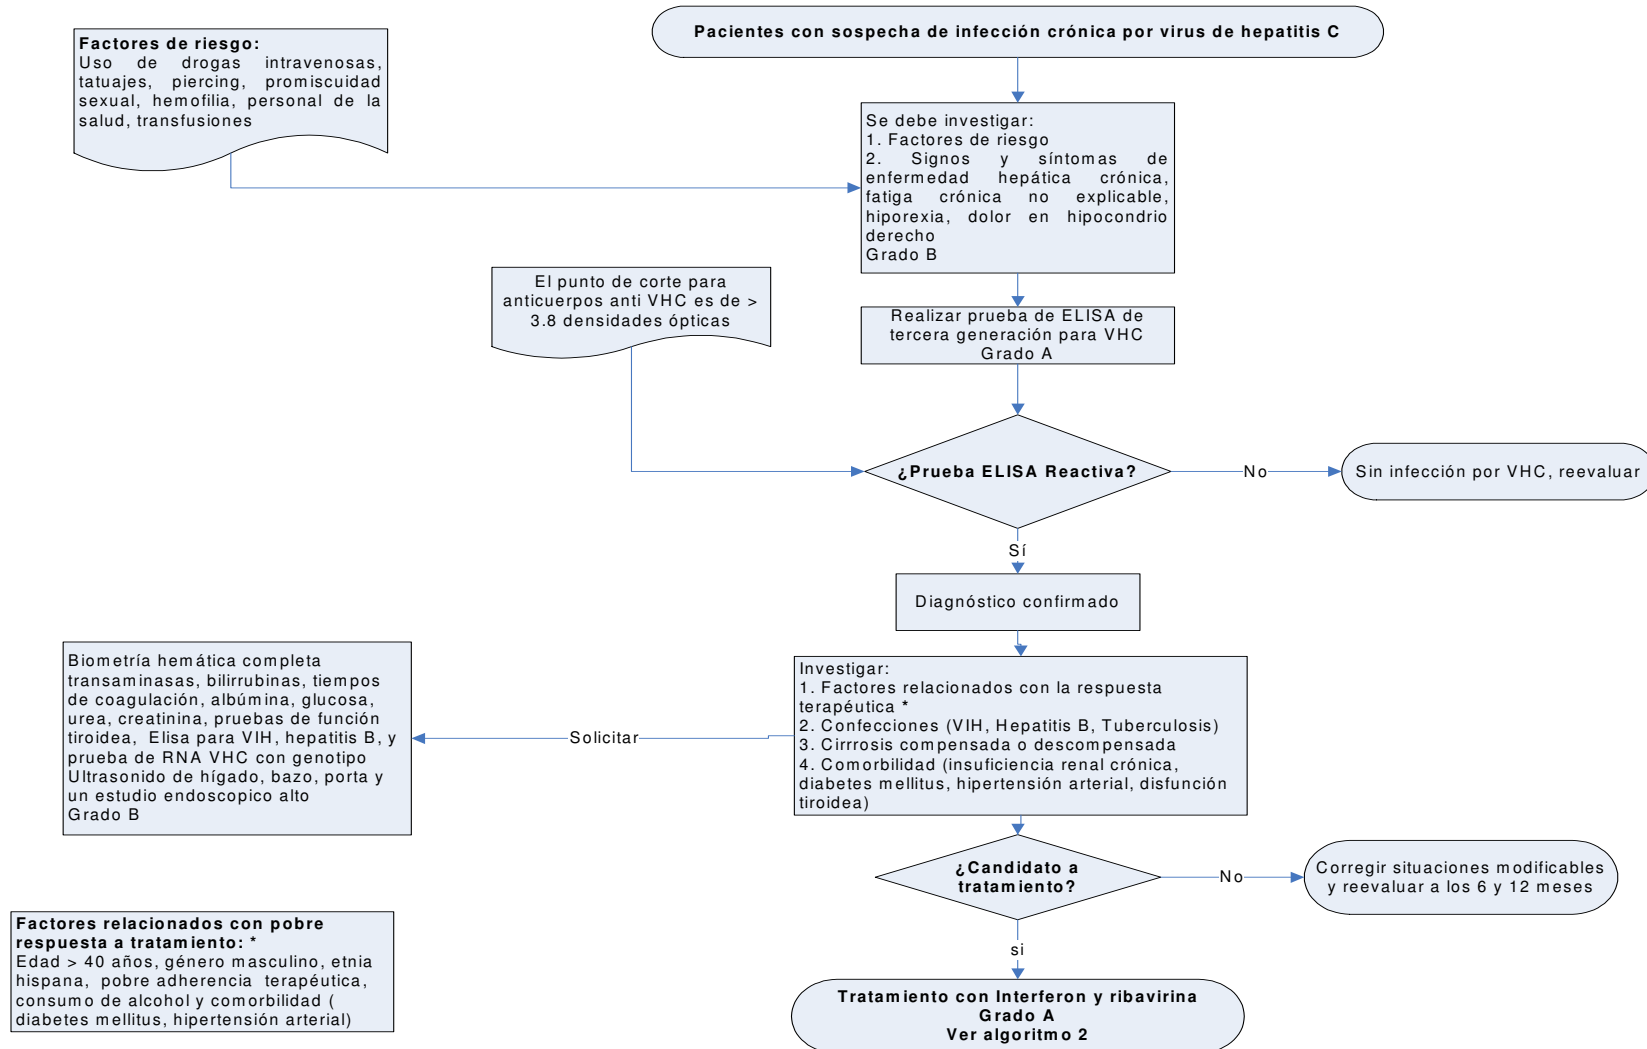 Pacientes con sospecha de infección crónica por virus de hepatitis C
Factores de riesgo:
Uso de drogas intravenosas,
tatuajes, piercing, promiscuidad
sexual, hemofilia, personal de la
salud, transfusiones
Se debe investigar:
1. Factores de riesgo
2. Signos y síntomas de
enfermedad hepática crónica,
fatiga crónica no explicable,
hiporexia, dolor en hipocondrio
derecho
Grado B
El punto de corte para
anticuerpos anti VHC es de >
3.8 densidades ópticas
Realizar prueba de ELISA de
tercera generación para VHC
Grado A
¿Prueba ELISA Reactiva?
No
Sin infección por VHC, reevaluar
Sí
Diagnóstico confirmado
Investigar:
1. Factores relacionados con la respuesta
terapéutica *
2. Confecciones (VIH, Hepatitis B, Tuberculosis)
3. Cirrrosis compensada o descompensada
4. Comorbilidad (insuficiencia renal crónica,
diabetes mellitus, hipertensión arterial, disfunción
tiroidea)
Solicitar
Biometría hemática completa
transaminasas, bilirrubinas, tiempos
de coagulación, albúmina, glucosa,
urea, creatinina, pruebas de función
tiroidea, Elisa para VIH, hepatitis B, y
prueba de RNA VHC con genotipo
Ultrasonido de hígado, bazo, porta y
un estudio endoscopico alto
Grado B
¿Candidato a
tratamiento?
No
Corregir situaciones modificables
y reevaluar a los 6 y 12 meses
si
Factores relacionados con pobre
respuesta a tratamiento: *
Edad > 40 años, género masculino, etnia
hispana, pobre adherencia terapéutica,
consumo de alcohol y comorbilidad (
diabetes mellitus, hipertensión arterial)
Tratamiento con Interferon y ribavirina
Grado A
Ver algoritmo 2